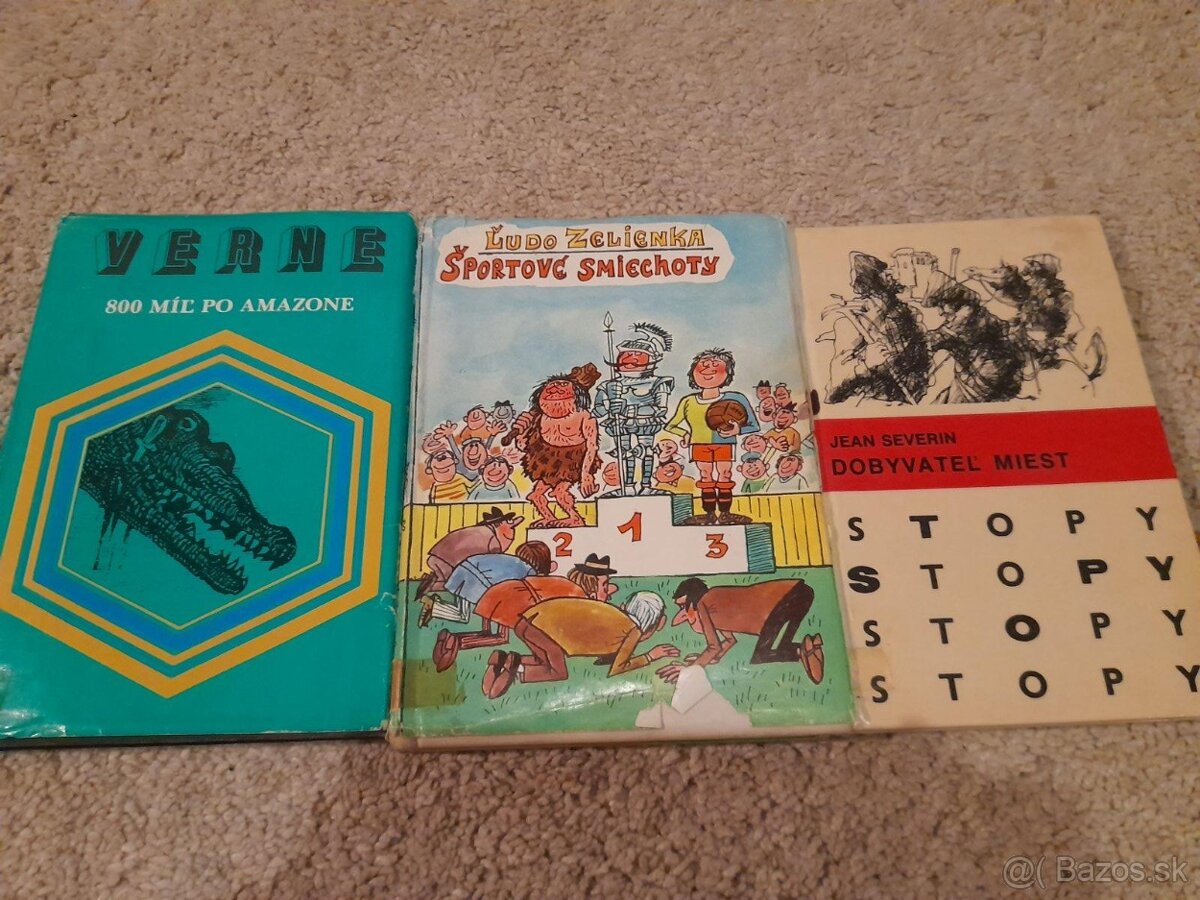 VERNE
800 MÍĽ PO AMAZONE
ĽUDO ZELIENKA
ŠPORTOVÉ SMIECHOTY
1
2
3
JEAN SEVERIN
DOBYVATEĽ MIEST
STOPY
STOPY
STOPY
STOPY
@( Bazos.sk